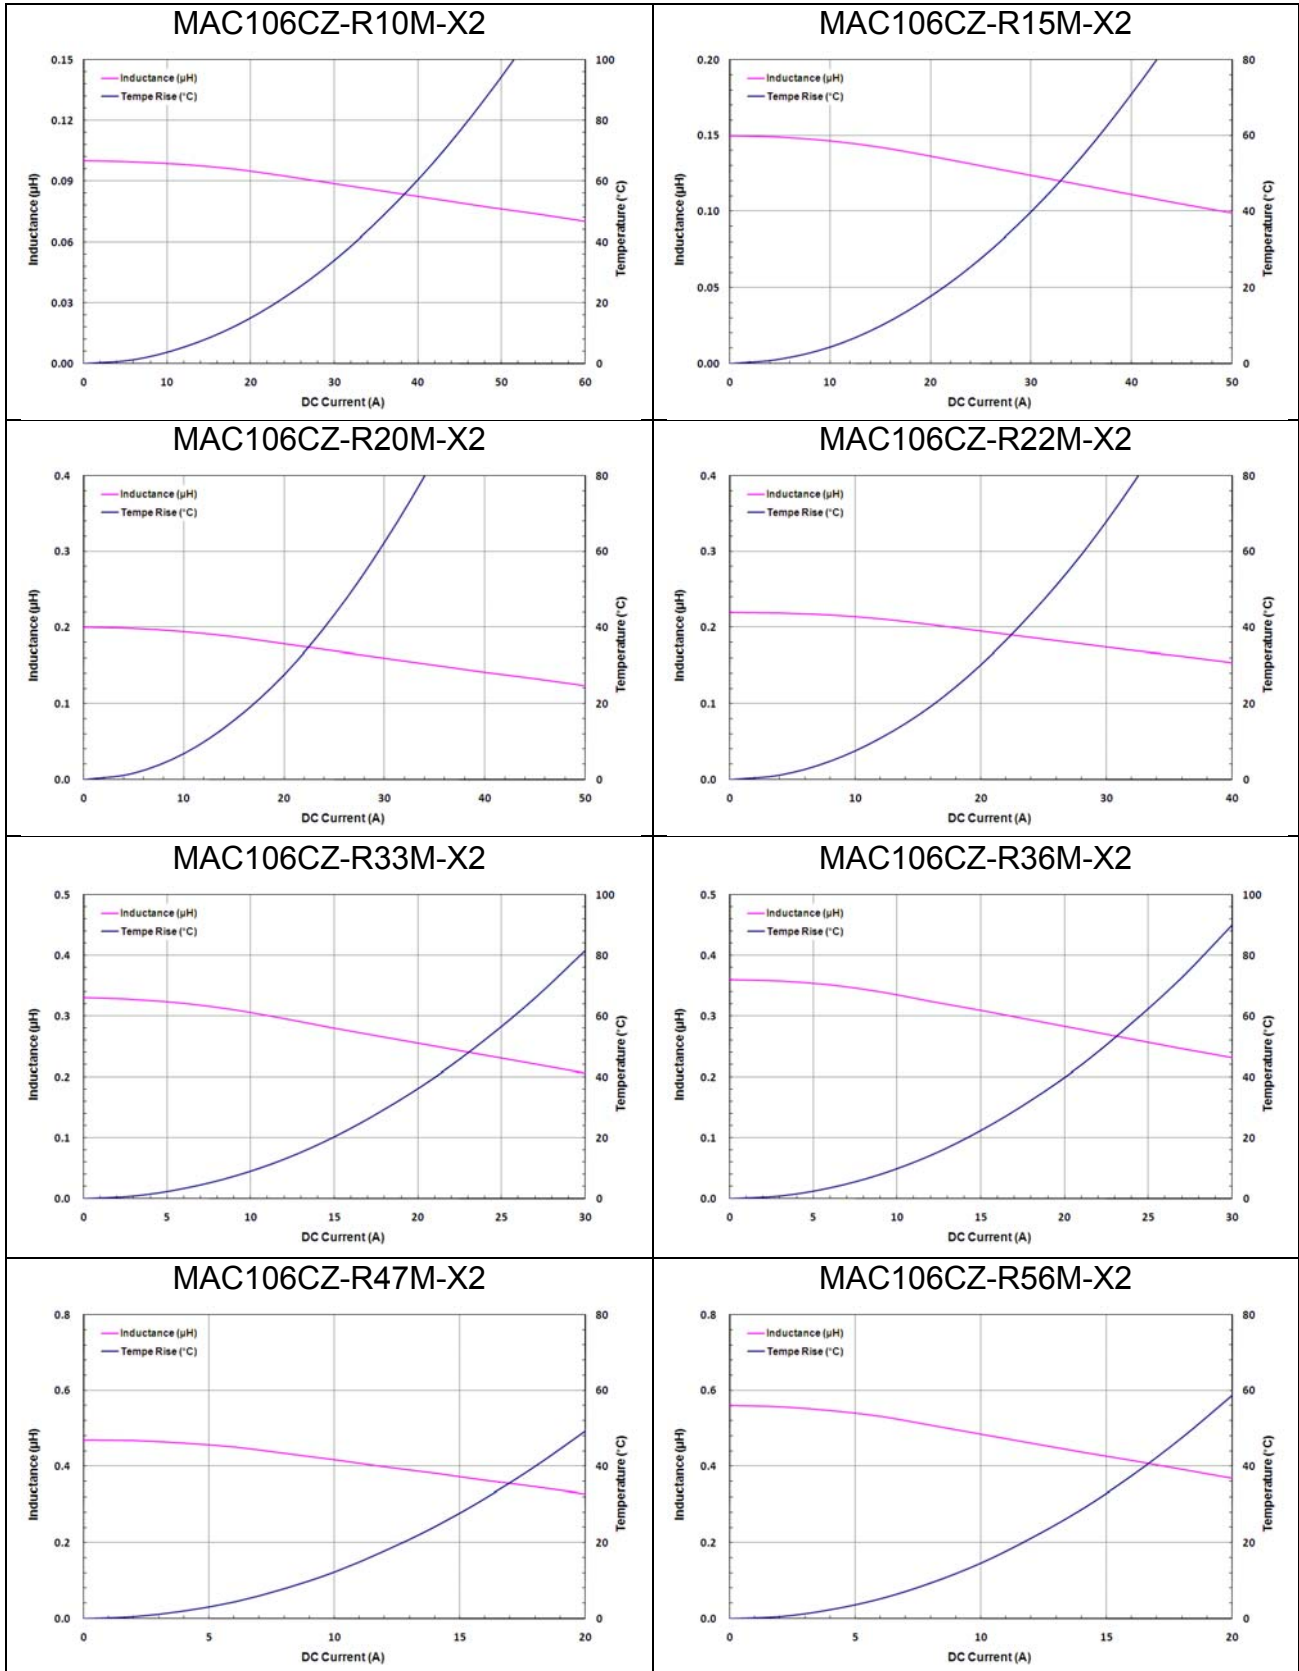 MAC106CZ-R10M-X2
0.15
0.12
0.09
0.06
0.03
0.00
Inductance (µH)
Inductance (µH)
Tempe Rise (°C)
100
80
60
40
20
0
Temperature (°C)
0 10 20 30 40 50 60
DC Current (A)
MAC106CZ-R15M-X2
0.20
0.15
0.10
0.05
0.00
Inductance (µH)
Inductance (µH)
Tempe Rise (°C)
80
60
40
20
0
Temperature (°C)
0 10 20 30 40 50
DC Current (A)
MAC106CZ-R20M-X2
0.4
0.3
0.2
0.1
0.0
Inductance (µH)
Inductance (µH)
Tempe Rise (°C)
80
60
40
20
0
Temperature (°C)
0 10 20 30 40 50
DC Current (A)
MAC106CZ-R22M-X2
0.4
0.3
0.2
0.1
0.0
Inductance (µH)
Inductance (µH)
Tempe Rise (°C)
80
60
40
20
0
Temperature (°C)
0 10 20 30 40
DC Current (A)
MAC106CZ-R33M-X2
0.5
0.4
0.3
0.2
0.1
0.0
Inductance (µH)
Inductance (µH)
Tempe Rise (°C)
100
80
60
40
20
0
Temperature (°C)
0 5 10 15 20 25 30
DC Current (A)
MAC106CZ-R36M-X2
0.5
0.4
0.3
0.2
0.1
0.0
Inductance (µH)
Inductance (µH)
Tempe Rise (°C)
100
80
60
40
20
0
Temperature (°C)
0 5 10 15 20 25 30
DC Current (A)
MAC106CZ-R47M-X2
0.8
0.6
0.4
0.2
0.0
Inductance (µH)
Inductance (µH)
Tempe Rise (°C)
80
60
40
20
0
Temperature (°C)
0 5 10 15 20
DC Current (A)
MAC106CZ-R56M-X2
0.8
0.6
0.4
0.2
0.0
Inductance (µH)
Inductance (µH)
Tempe Rise (°C)
80
60
40
20
0
Temperature (°C)
0 5 10 15 20
DC Current (A)